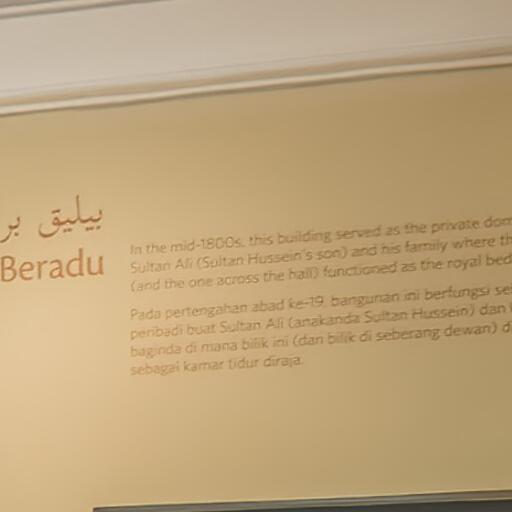 بيليق بر
Beradu
In the mid-1800s, this building served as the private dom
Sultan Ali (Sultan Hussein's son) and his family where th
(and the one across the hall) functioned as the royal bed
Pada pertengahan abad ke-19, bangunan ini berfungsi se
peribadi buat Sultan Ali (anakanda Sultan Hussein) dan
baginda di mana bilik ini (dan bilik di seberang dewan) d
sebagai kamar tidur diraja.